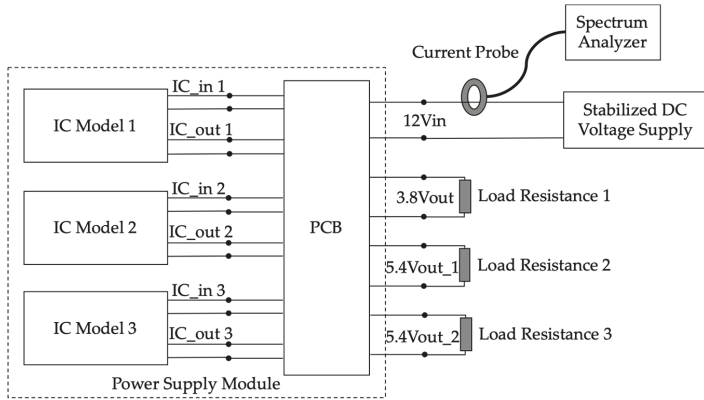 Spectrum
Analyzer
Current Probe
IC_in 1
IC Model 1
IC_out 1
12Vin
Stabilized DC
Voltage Supply
IC_in 2
IC Model 2
IC_out 2
PCB
3.8Vout
Load Resistance 1
5.4Vout_1
Load Resistance 2
IC_in 3
IC Model 3
IC_out 3
5.4Vout_2
Load Resistance 3
Power Supply Module